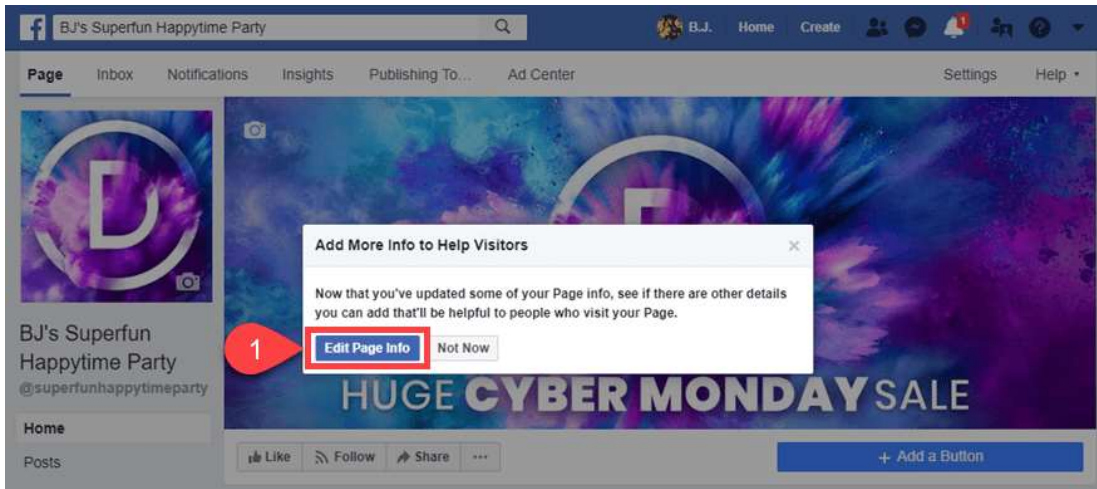 BJ's Superfun Happytime Party
B.J. Home Create
1
Page Inbox Notifications Insights Publishing To... Ad Center Settings Help
D
D
Add More Info to Help Visitors
Now that you've updated some of your Page info, see if there are other details
you can add that'll be helpful to people who visit your Page.
1
Edit Page Info Not Now
HUGE CYBER MONDAY SALE
BJ's Superfun
Happytime Party
@superfunhappytimeparty
Home
Posts
Like Follow Share ...
+ Add a Button